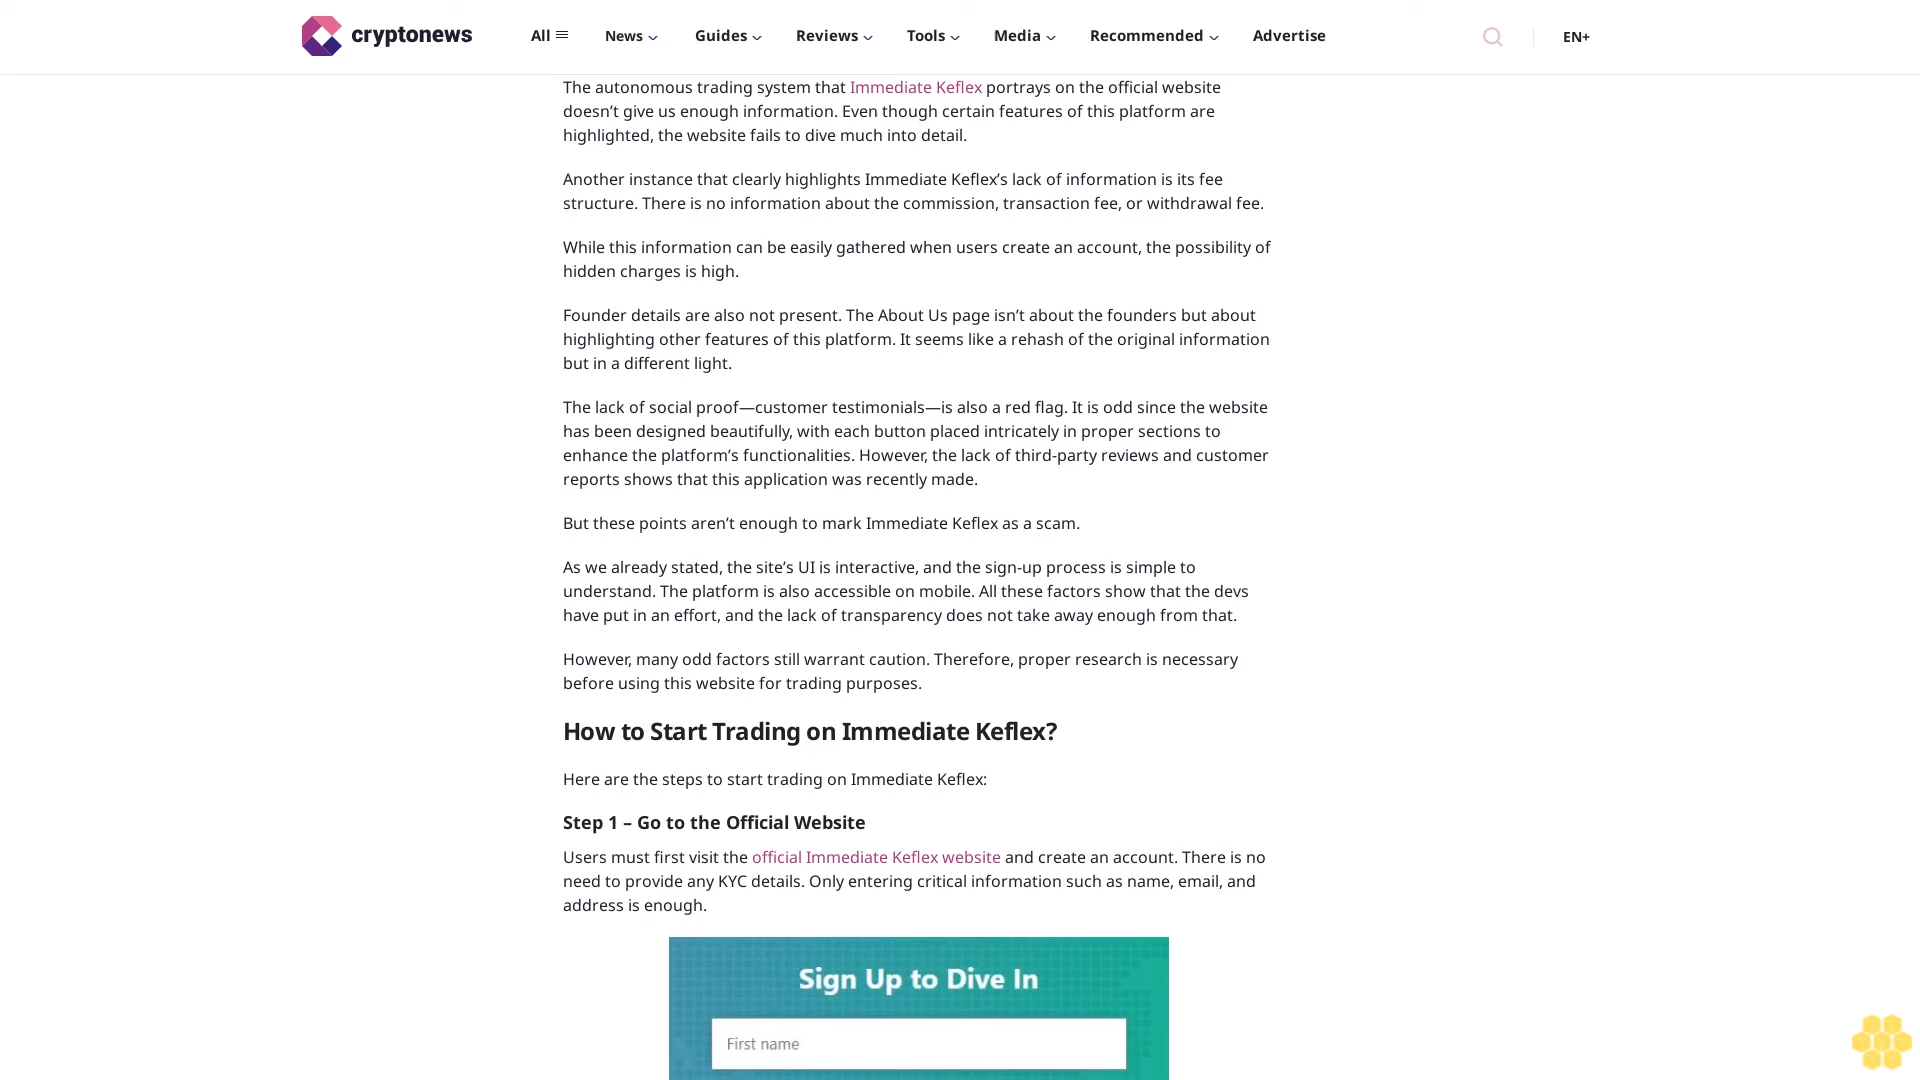 cryptonews
All
News
Guides
Reviews
Tools
Media
Recommended
Advertise
EN+
The autonomous trading system that Immediate Keflex portrays on the official website
doesn’t give us enough information. Even though certain features of this platform are
highlighted, the website fails to dive much into detail.
Another instance that clearly highlights Immediate Keflex’s lack of information is its fee
structure. There is no information about the commission, transaction fee, or withdrawal fee.
While this information can be easily gathered when users create an account, the possibility of
hidden charges is high.
Founder details are also not present. The About Us page isn’t about the founders but about
highlighting other features of this platform. It seems like a rehash of the original information
but in a different light.
The lack of social proof—customer testimonials—is also a red flag. It is odd since the website
has been designed beautifully, with each button placed intricately in proper sections to
enhance the platform’s functionalities. However, the lack of third-party reviews and customer
reports shows that this application was recently made.
But these points aren’t enough to mark Immediate Keflex as a scam.
As we already stated, the site’s UI is interactive, and the sign-up process is simple to
understand. The platform is also accessible on mobile. All these factors show that the devs
have put in an effort, and the lack of transparency does not take away enough from that.
However, many odd factors still warrant caution. Therefore, proper research is necessary
before using this website for trading purposes.
How to Start Trading on Immediate Keflex?
Here are the steps to start trading on Immediate Keflex:
Step 1 – Go to the Official Website
Users must first visit the official Immediate Keflex website and create an account. There is no
need to provide any KYC details. Only entering critical information such as name, email, and
address is enough.
Sign Up to Dive In
First name